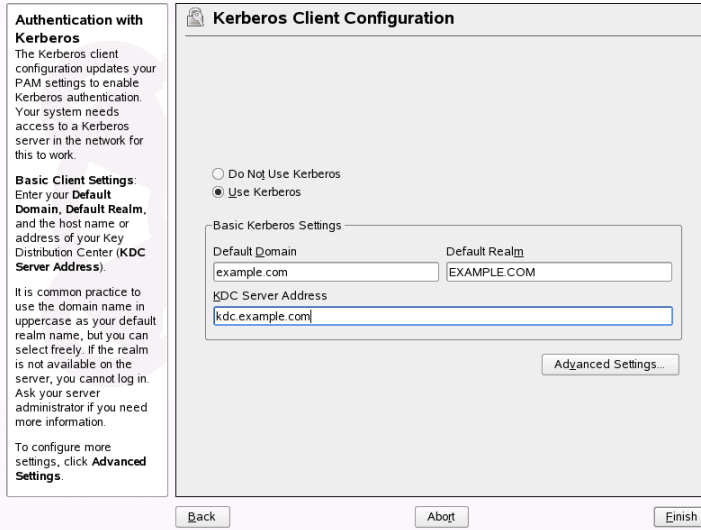 Authentication with
Kerberos
The Kerberos client
configuration updates your
PAM settings to enable
Kerberos authentication.
Your system needs
access to a Kerberos
server in the network for
this to work.
Basic Client Settings:
Enter your Default
Domain, Default Realm,
and the host name or
address of your Key
Distribution Center (KDC
Server Address).
It is common practice to
use the domain name in
uppercase as your default
realm name, but you can
select freely. If the realm
is not available on the
server, you cannot log in.
Ask your server
administrator if you need
more information.
To configure more
settings, click Advanced
Settings.
Kerberos Client Configuration
Do Not Use Kerberos
Use Kerberos
Basic Kerberos Settings
Default Domain
Default Realm
example.com
EXAMPLE.COM
KDC Server Address
kdc.example.com
Advanced Settings...
Back
Abort
Finish